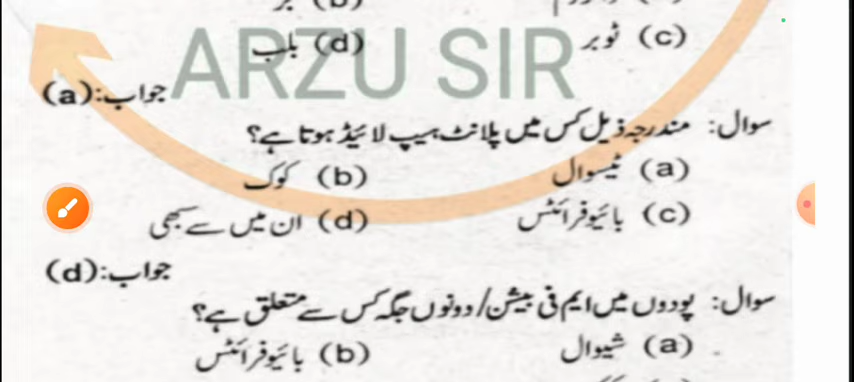 (c) ٹوبر (d) بلب
ARZU SIR
جواب:(a)
سوال: مندرجہ ذیل کس میں پلانٹ ہیپ لائیڈ ہوتا ہے؟
(a) ٹیسوال (b) کوک
(c) بائیوفرائٹس (d) ان میں سے سبھی
جواب:(d)
سوال: پودوں میں ایم فی بیشن/دونوں جگہ کس سے متعلق ہے؟
(a) شیوال (b) بائیوفرائٹس